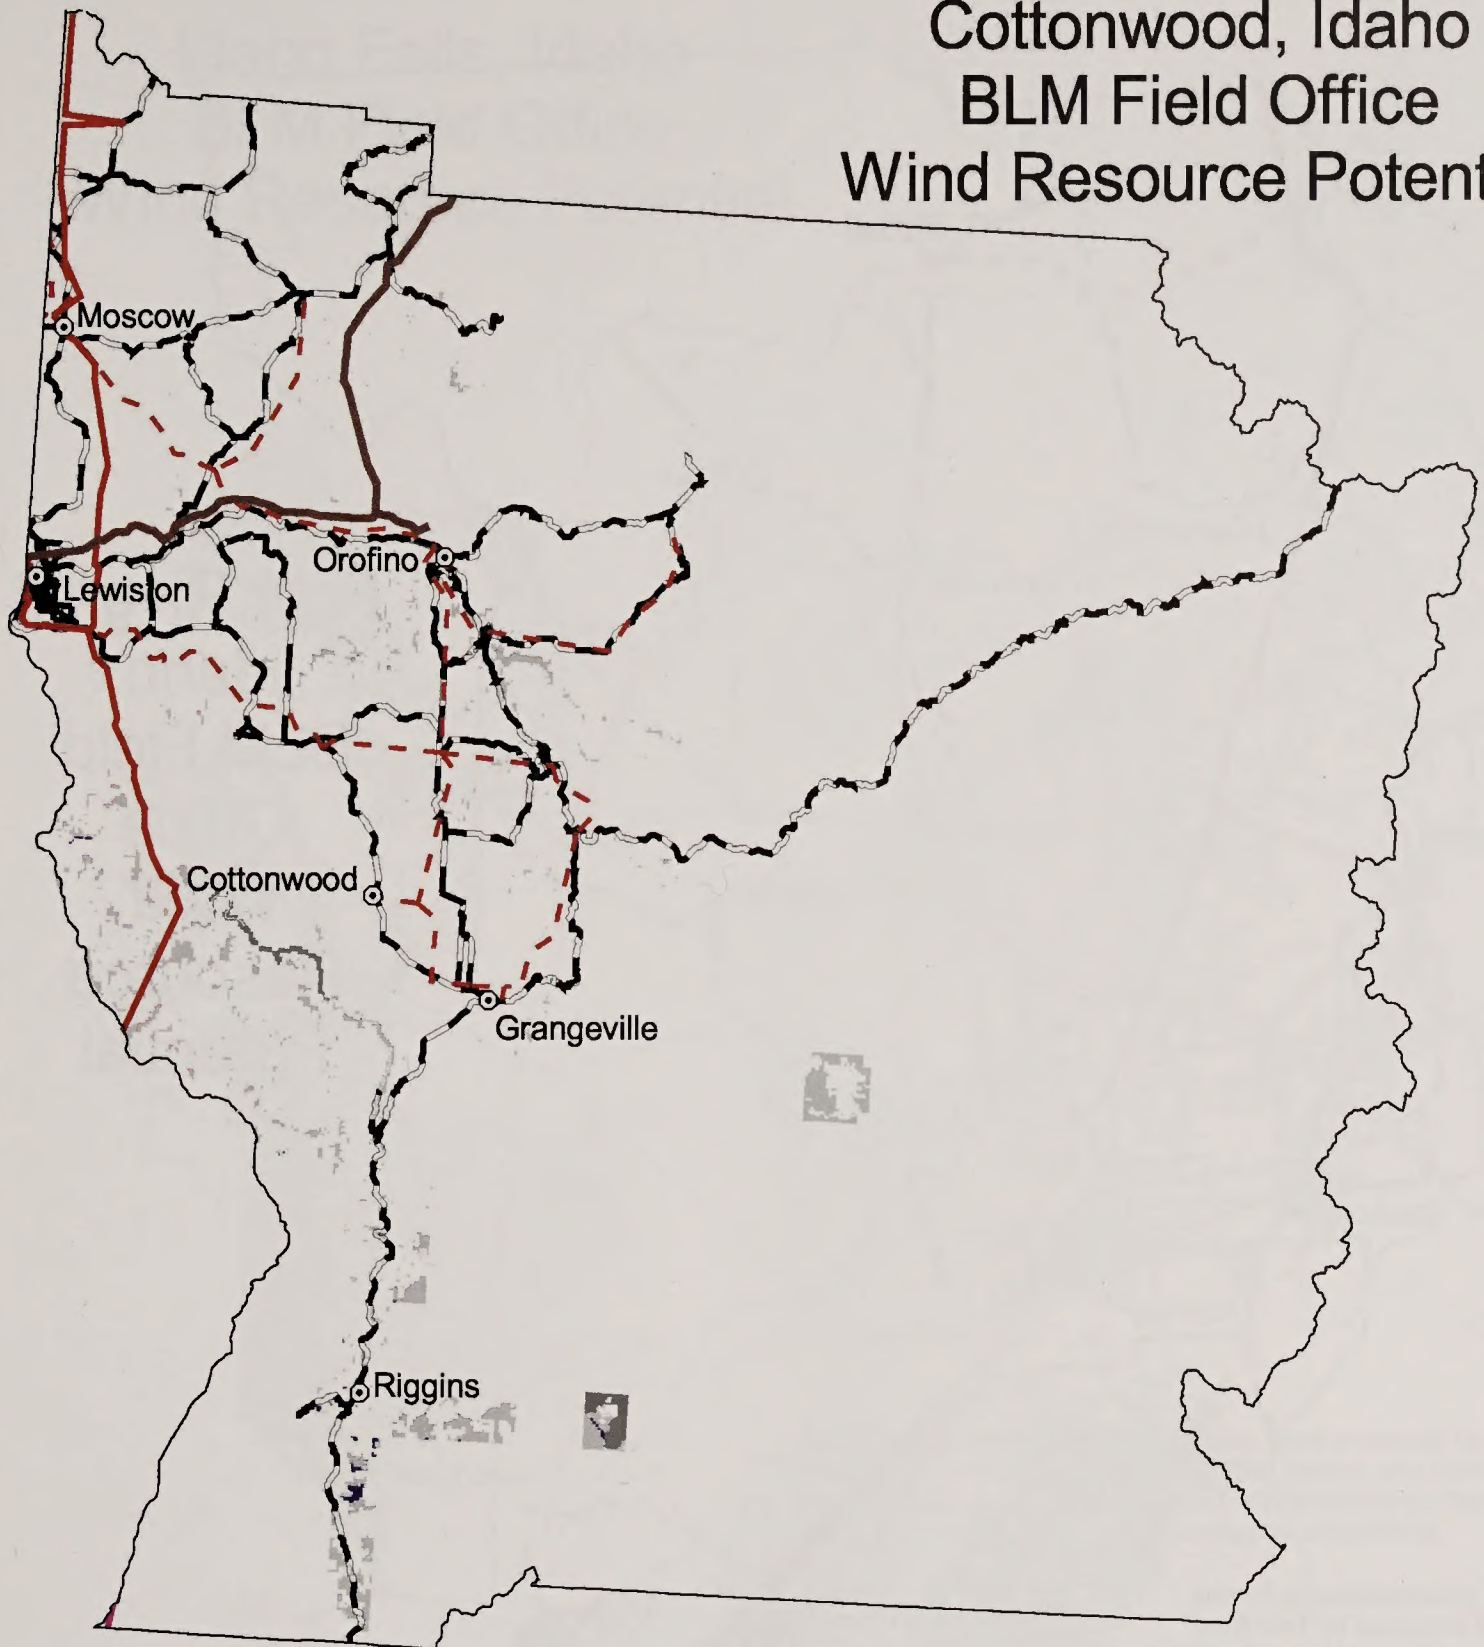 Cottonwood, Idaho
BLM Field Office
Wind Resource Potent
Moscow
Orofino
Lewiston
Cottonwood
Grangeville
Riggins